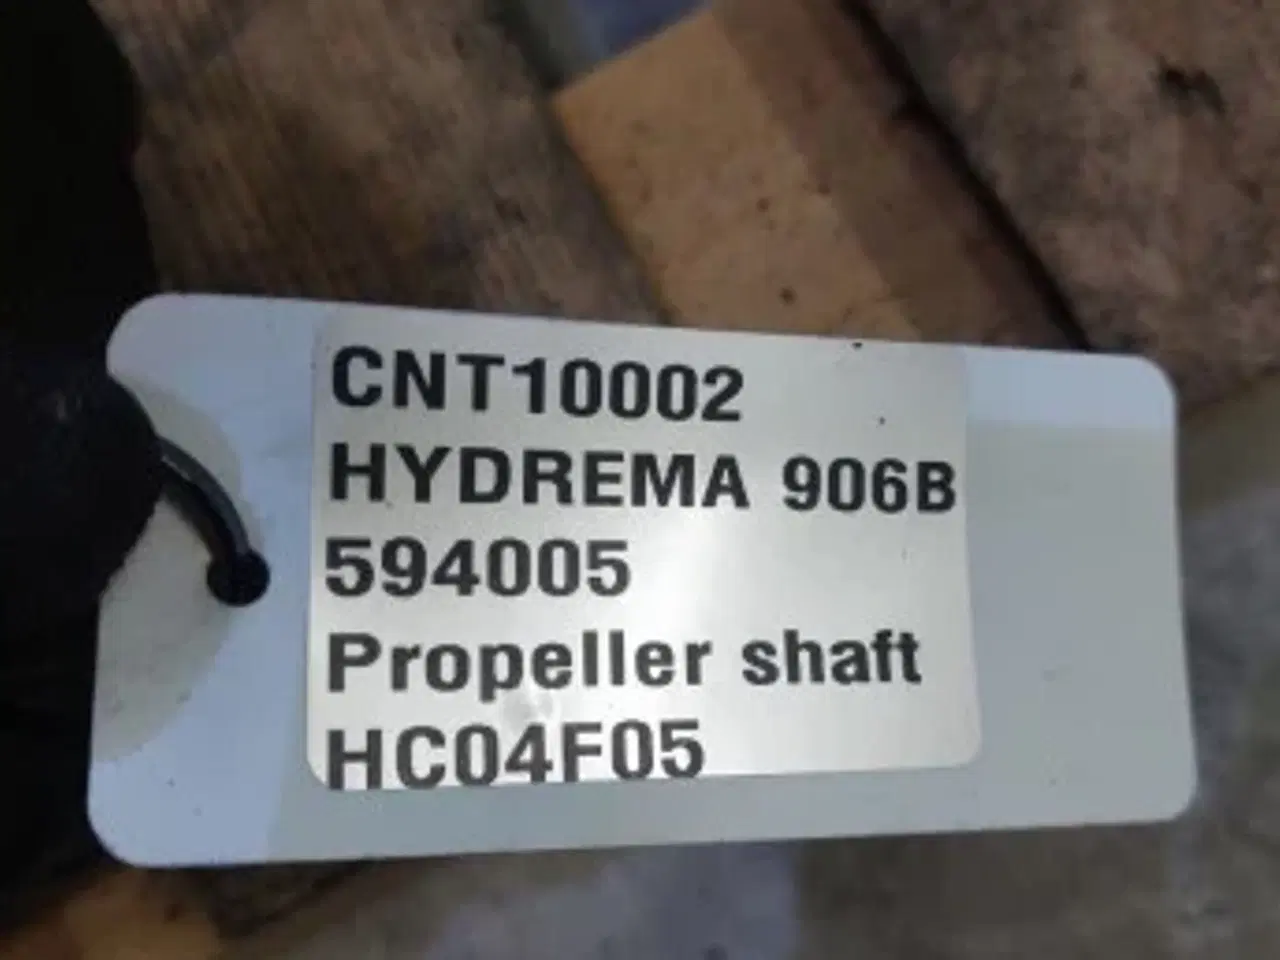 CNT10002
HYDREMA 906B
594005
Propeller shaft
HC04F05